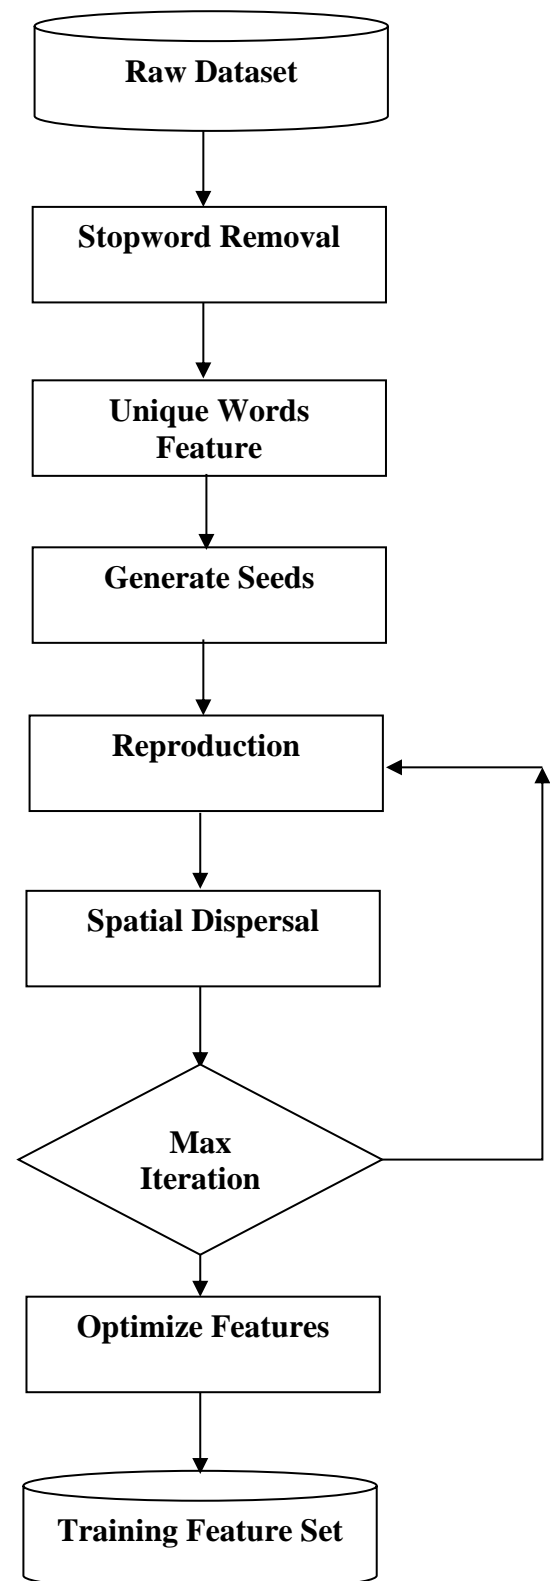 Raw Dataset
Stopword Removal
Unique Words
Feature
Generate Seeds
Reproduction
Spatial Dispersal
Max
Iteration
Optimize Features
Training Feature Set